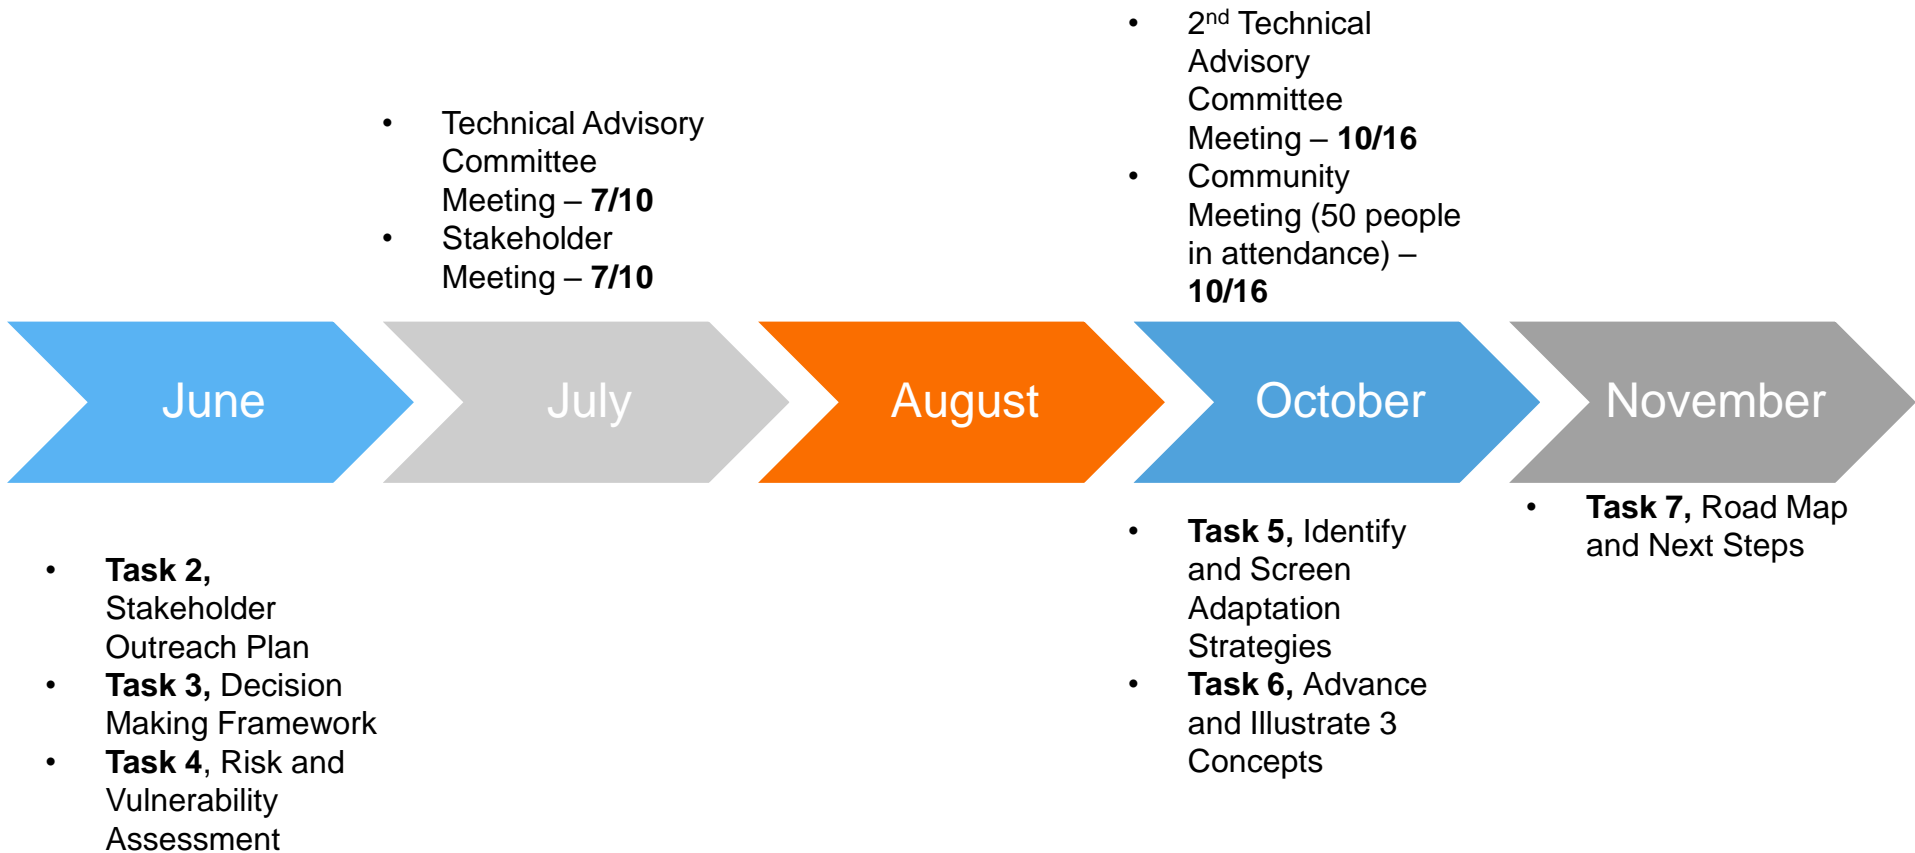 • 2nd Technical
Advisory
Committee
Meeting – 10/16
• Community
Meeting (50 people
in attendance) –
10/16
• Technical Advisory
Committee
Meeting – 7/10
• Stakeholder
Meeting – 7/10
June
July
August
October
November
• Task 2,
Stakeholder
Outreach Plan
• Task 3, Decision
Making Framework
• Task 4, Risk and
Vulnerability
Assessment
• Task 5, Identify
and Screen
Adaptation
Strategies
• Task 6, Advance
and Illustrate 3
Concepts
• Task 7, Road Map
and Next Steps